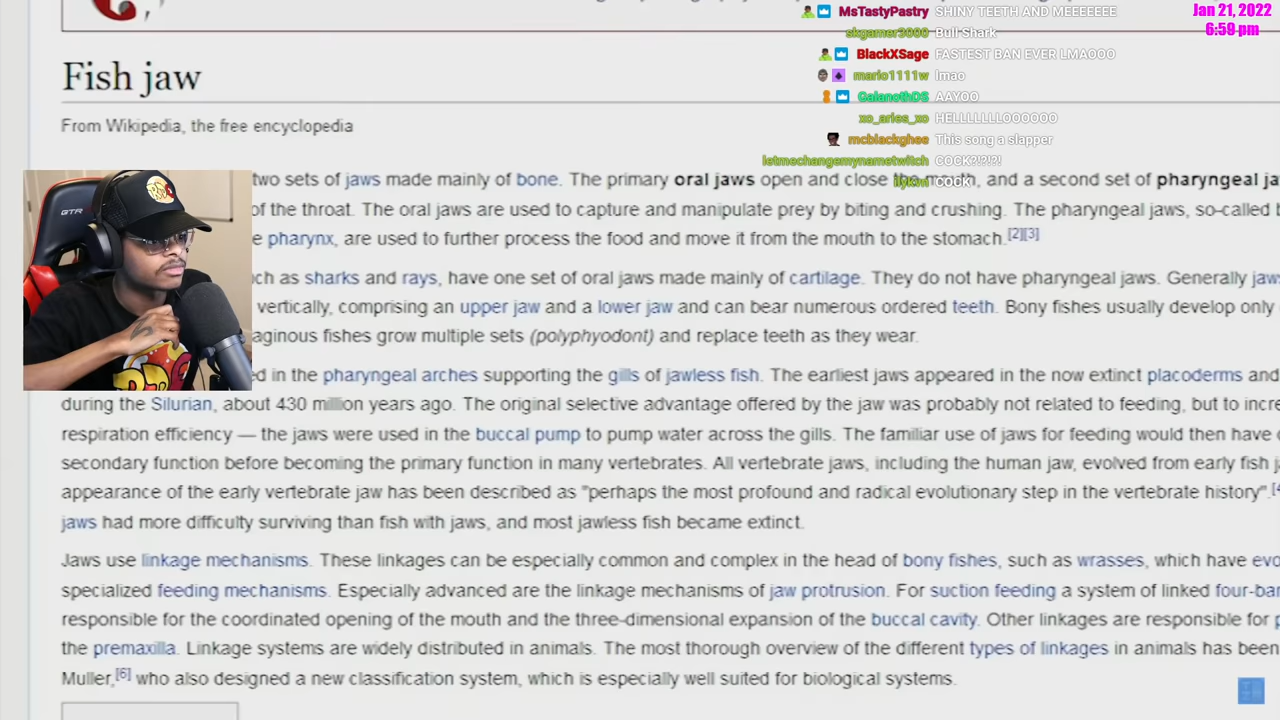 MsTastyPastry SHINY TEETH AND MEEEEEE
Jan 21, 2022
6:59 pm
skgamer3000 Bull Shark
BlackXSage FASTEST BAN EVER LMAOOO
mario1111w lmao
GaianothDS AAYOO
xo_aries_xo HELLLLLLLOOOOOO
mcblackghee This song a slapper
letmechangemynametwitch COCK?!?!?!
COCK
Fish jaw
From Wikipedia, the free encyclopedia
two sets of jaws made mainly of bone. The primary oral jaws open and close the mouth, and a second set of pharyngeal ja
of the throat. The oral jaws are used to capture and manipulate prey by biting and crushing. The pharyngeal jaws, so-called b
e pharynx, are used to further process the food and move it from the mouth to the stomach.[2][3]
ch as sharks and rays, have one set of oral jaws made mainly of cartilage. They do not have pharyngeal jaws. Generally jaws
vertically, comprising an upper jaw and a lower jaw and can bear numerous ordered teeth. Bony fishes usually develop only
aginous fishes grow multiple sets (polyphyodont) and replace teeth as they wear.
ed in the pharyngeal arches supporting the gills of jawless fish. The earliest jaws appeared in the now extinct placoderms and
during the Silurian, about 430 million years ago. The original selective advantage offered by the jaw was probably not related to feeding, but to incre
respiration efficiency — the jaws were used in the buccal pump to pump water across the gills. The familiar use of jaws for feeding would then have
secondary function before becoming the primary function in many vertebrates. All vertebrate jaws, including the human jaw, evolved from early fish ja
appearance of the early vertebrate jaw has been described as "perhaps the most profound and radical evolutionary step in the vertebrate history".[4
jaws had more difficulty surviving than fish with jaws, and most jawless fish became extinct.
Jaws use linkage mechanisms. These linkages can be especially common and complex in the head of bony fishes, such as wrasses, which have evo
specialized feeding mechanisms. Especially advanced are the linkage mechanisms of jaw protrusion. For suction feeding a system of linked four-bar
responsible for the coordinated opening of the mouth and the three-dimensional expansion of the buccal cavity. Other linkages are responsible for p
the premaxilla. Linkage systems are widely distributed in animals. The most thorough overview of the different types of linkages in animals has been
Muller,[6] who also designed a new classification system, which is especially well suited for biological systems.
GTR